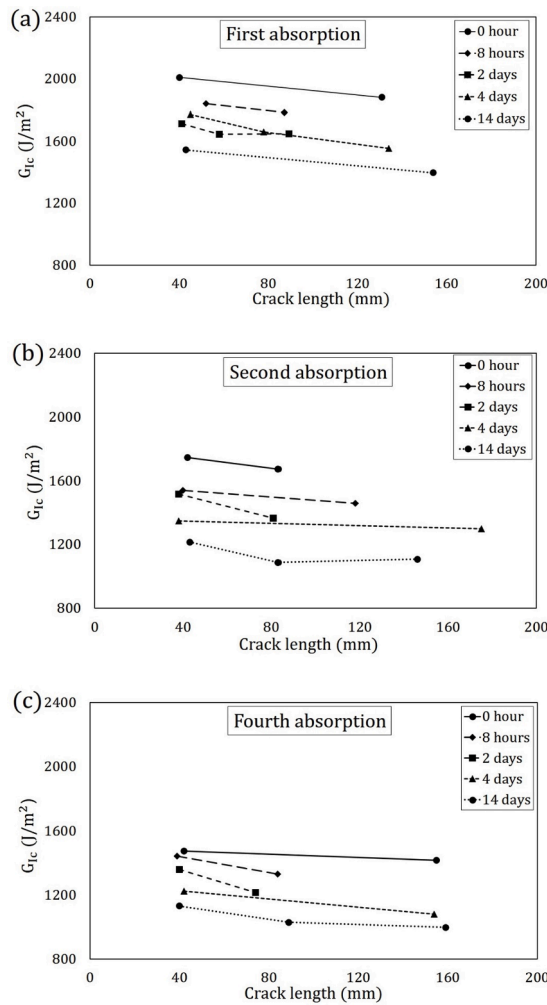 (a)
First absorption
0 hour
8 hours
2 days
4 days
14 days
2400
2000
1600
1200
800
G_Ic (J/m²)
0 40 80 120 160 200
Crack length (mm)
(b)
Second absorption
0 hour
8 hours
2 days
4 days
14 days
2400
2000
1600
1200
800
G_Ic (J/m²)
0 40 80 120 160 200
Crack length (mm)
(c)
Fourth absorption
0 hour
8 hours
2 days
4 days
14 days
2400
2000
1600
1200
800
G_Ic (J/m²)
0 40 80 120 160 200
Crack length (mm)